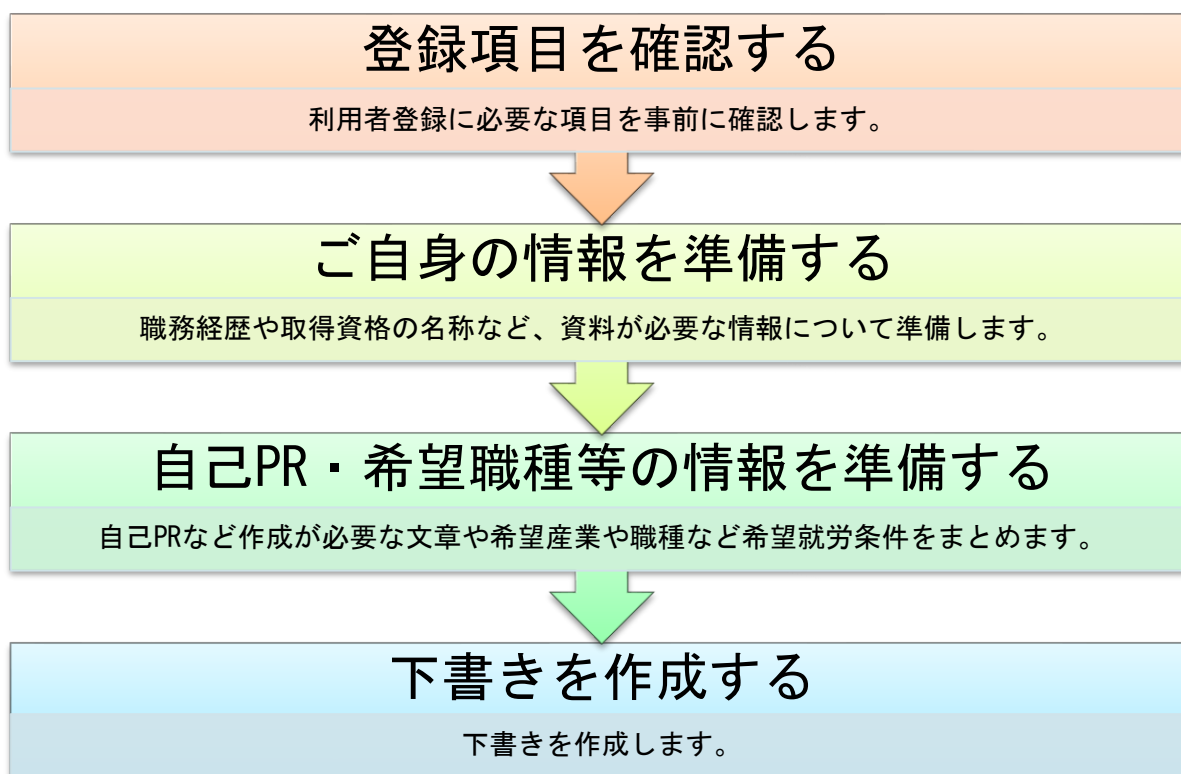 登録項目を確認する
利用者登録に必要な項目を事前に確認します。
ご自身の情報を準備する
職務経歴や取得資格の名称など、資料が必要な情報について準備します。
自己PR・希望職種等の情報を準備する
自己PRなど作成が必要な文章や希望産業や職種など希望就労条件をまとめます。
下書きを作成する
下書きを作成します。